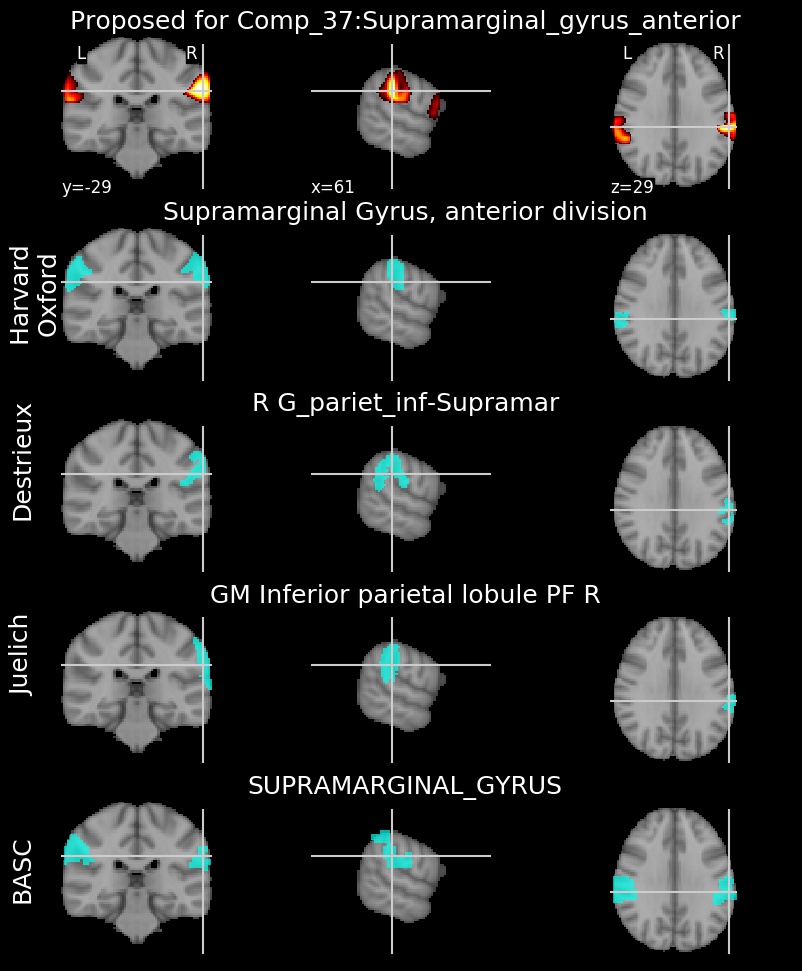 Proposed for Comp_37:Supramarginal_gyrus_anterior
L R L R
y=-29 x=61 z=29
Supramarginal Gyrus, anterior division
Harvard
Oxford
R G_pariet_inf-Supramar
Destrieux
GM Inferior parietal lobule PF R
Juelich
SUPRAMARGINAL_GYRUS
BASC